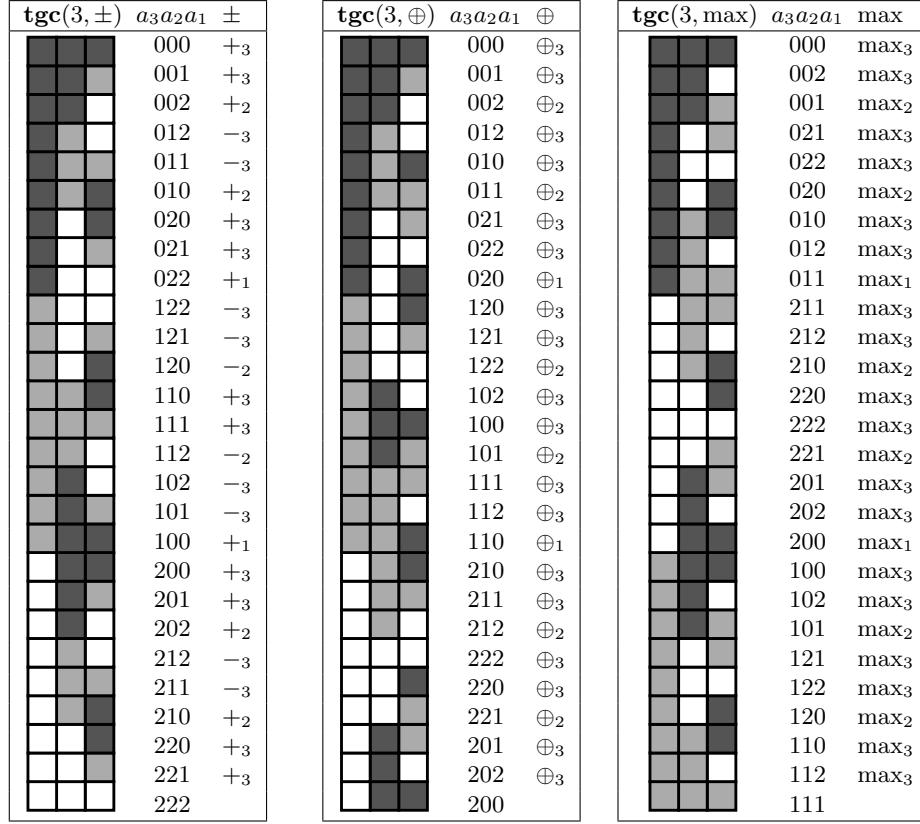 tgc(3, ±) a₃a₂a₁ ±
000 +₃
001 +₃
002 +₂
012 −₃
011 −₃
010 +₂
020 +₃
021 +₃
022 +₁
122 −₃
121 −₃
120 −₂
110 +₃
111 +₃
112 −₂
102 −₃
101 −₃
100 +₁
200 +₃
201 +₃
202 +₂
212 −₃
211 −₃
210 +₂
220 +₃
221 +₃
222
tgc(3, ⊕) a₃a₂a₁ ⊕
000 ⊕₃
001 ⊕₃
002 ⊕₂
012 ⊕₃
010 ⊕₃
011 ⊕₂
021 ⊕₃
022 ⊕₃
020 ⊕₁
120 ⊕₃
121 ⊕₃
122 ⊕₂
102 ⊕₃
100 ⊕₃
101 ⊕₂
111 ⊕₃
112 ⊕₃
110 ⊕₁
210 ⊕₃
211 ⊕₃
212 ⊕₂
222 ⊕₃
220 ⊕₃
221 ⊕₂
201 ⊕₃
202 ⊕₃
200
tgc(3, max) a₃a₂a₁ max
000 max₃
002 max₃
001 max₂
021 max₃
022 max₃
020 max₂
010 max₃
012 max₃
011 max₁
211 max₃
212 max₃
210 max₂
220 max₃
222 max₃
221 max₂
201 max₃
202 max₃
200 max₁
100 max₃
102 max₃
101 max₂
121 max₃
122 max₃
120 max₂
110 max₃
112 max₃
111